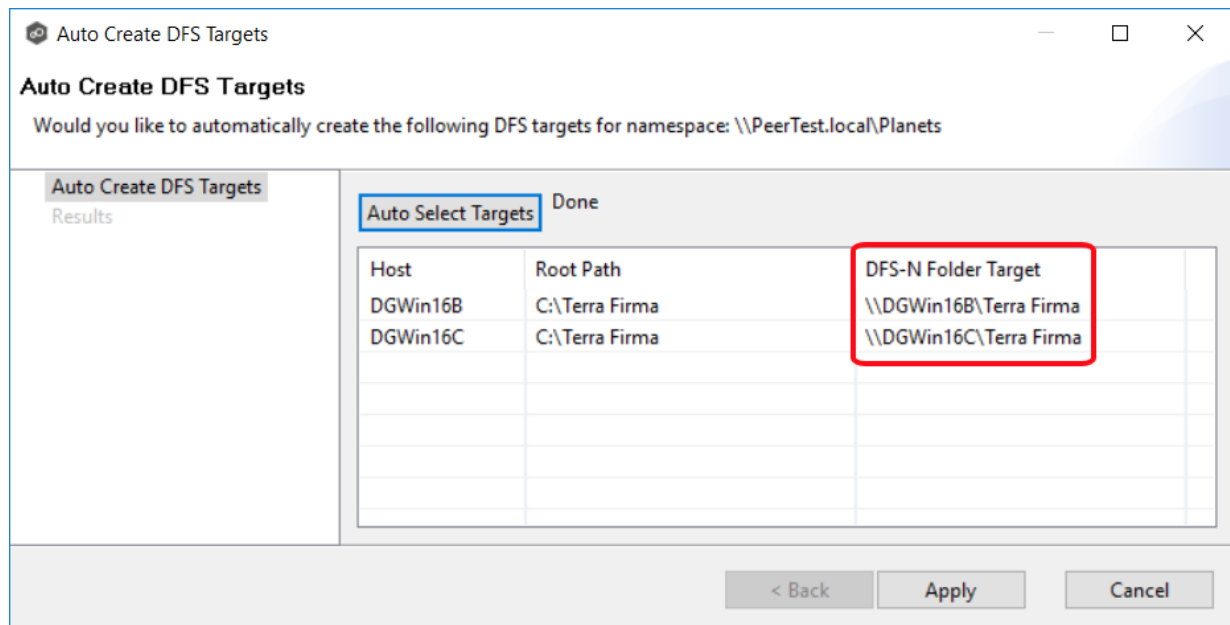 Auto Create DFS Targets
Auto Create DFS Targets
Would you like to automatically create the following DFS targets for namespace: \\PeerTest.local\Planets
Auto Create DFS Targets
Results
Auto Select Targets Done
Host Root Path DFS-N Folder Target
DGWin16B C:\Terra Firma \\DGWin16B\Terra Firma
DGWin16C C:\Terra Firma \\DGWin16C\Terra Firma
< Back Apply Cancel